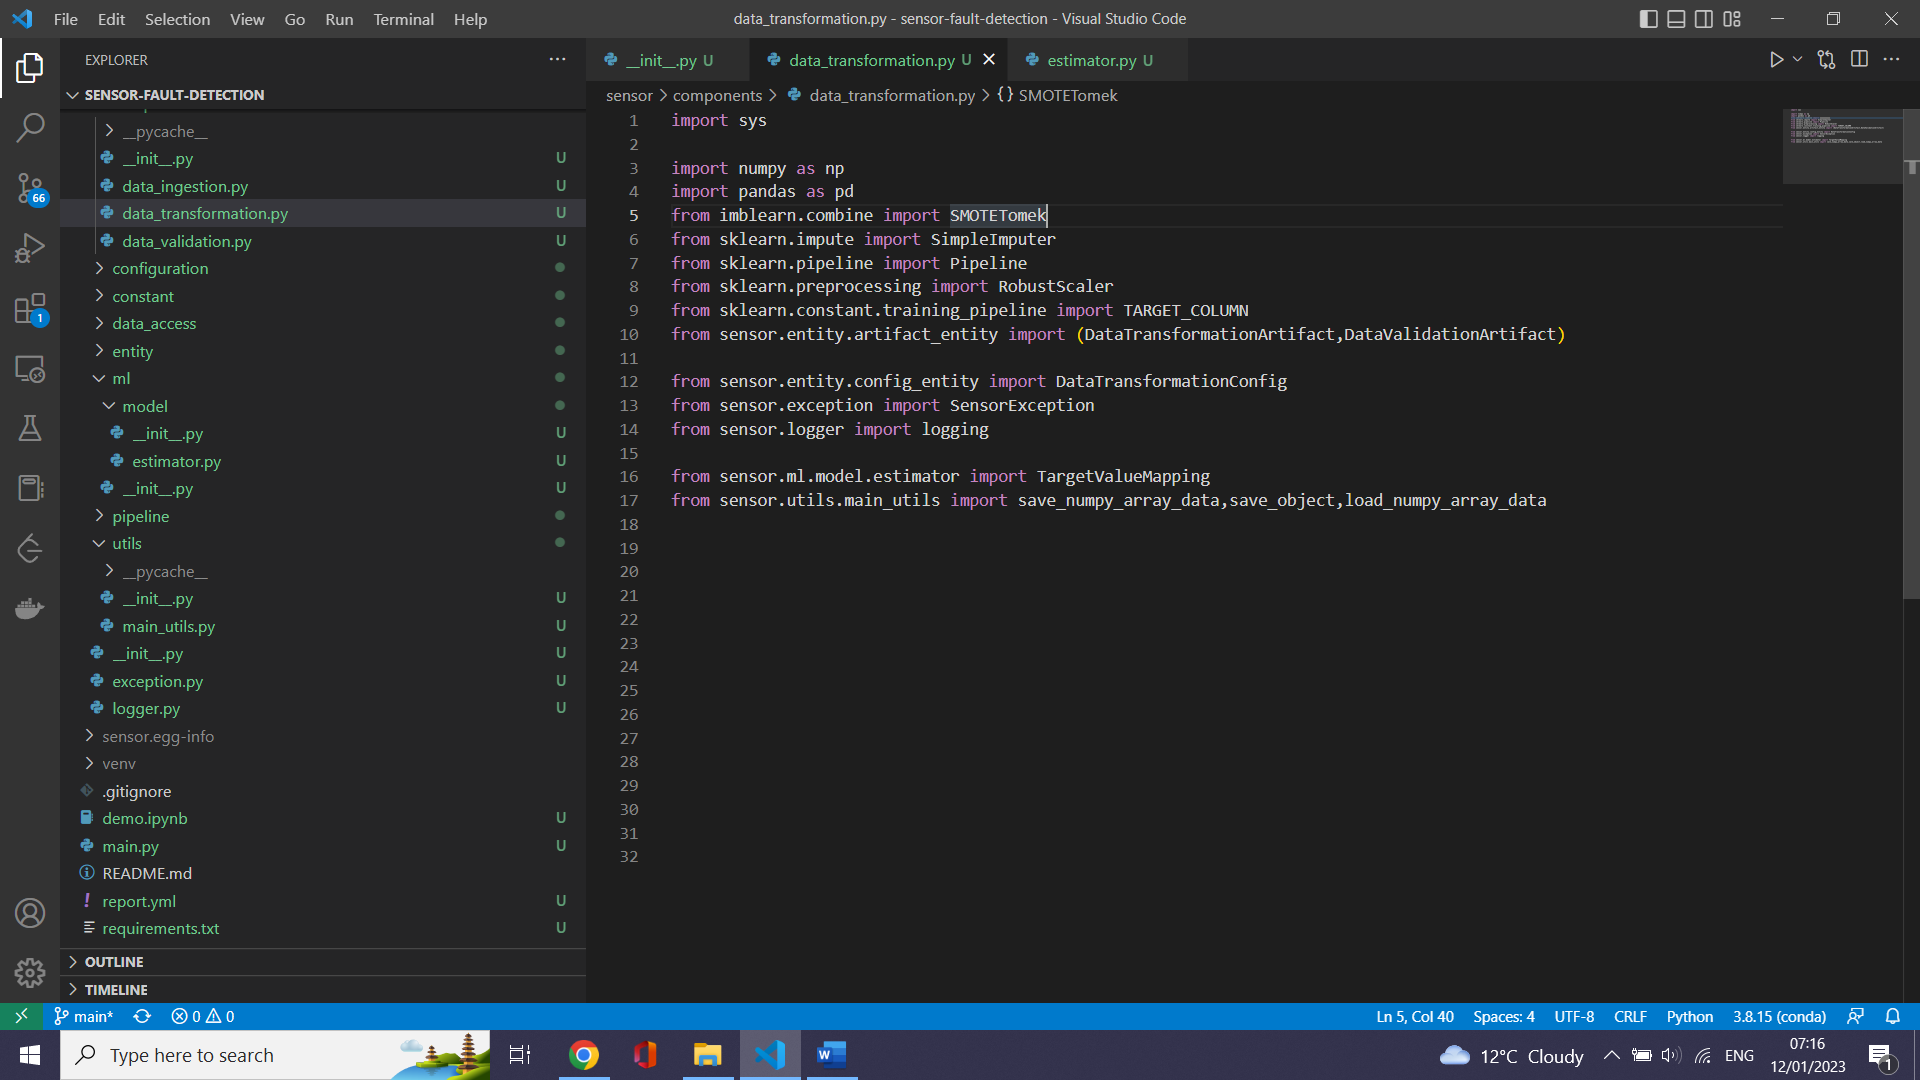 File Edit Selection View Go Run Terminal Help
data_transformation.py - sensor-fault-detection - Visual Studio Code
EXPLORER
SENSOR-FAULT-DETECTION
__pycache__
__init__.py U
data_ingestion.py U
data_transformation.py U
data_validation.py U
configuration
constant
data_access
entity
ml
model
__init__.py U
estimator.py U
__init__.py U
pipeline
utils
__pycache__
__init__.py U
main_utils.py U
__init__.py U
exception.py U
logger.py U
sensor.egg-info
venv
.gitignore
demo.ipynb U
main.py U
README.md
report.yml U
requirements.txt U
OUTLINE
TIMELINE
66
1
__init__.py U
data_transformation.py U
estimator.py U
sensor > components > data_transformation.py > {} SMOTETomek
1 import sys
2
3 import numpy as np
4 import pandas as pd
5 from imblearn.combine import SMOTETomek
6 from sklearn.impute import SimpleImputer
7 from sklearn.pipeline import Pipeline
8 from sklearn.preprocessing import RobustScaler
9 from sklearn.constant.training_pipeline import TARGET_COLUMN
10 from sensor.entity.artifact_entity import (DataTransformationArtifact,DataValidationArtifact)
11
12 from sensor.entity.config_entity import DataTransformationConfig
13 from sensor.exception import SensorException
14 from sensor.logger import logging
15
16 from sensor.ml.model.estimator import TargetValueMapping
17 from sensor.utils.main_utils import save_numpy_array_data,save_object,load_numpy_array_data
18
19
20
21
22
23
24
25
26
27
28
29
30
31
32
main* 0 0
Ln 5, Col 40 Spaces: 4 UTF-8 CRLF Python 3.8.15 (conda)
Type here to search
12°C Cloudy
ENG
07:16
12/01/2023
1